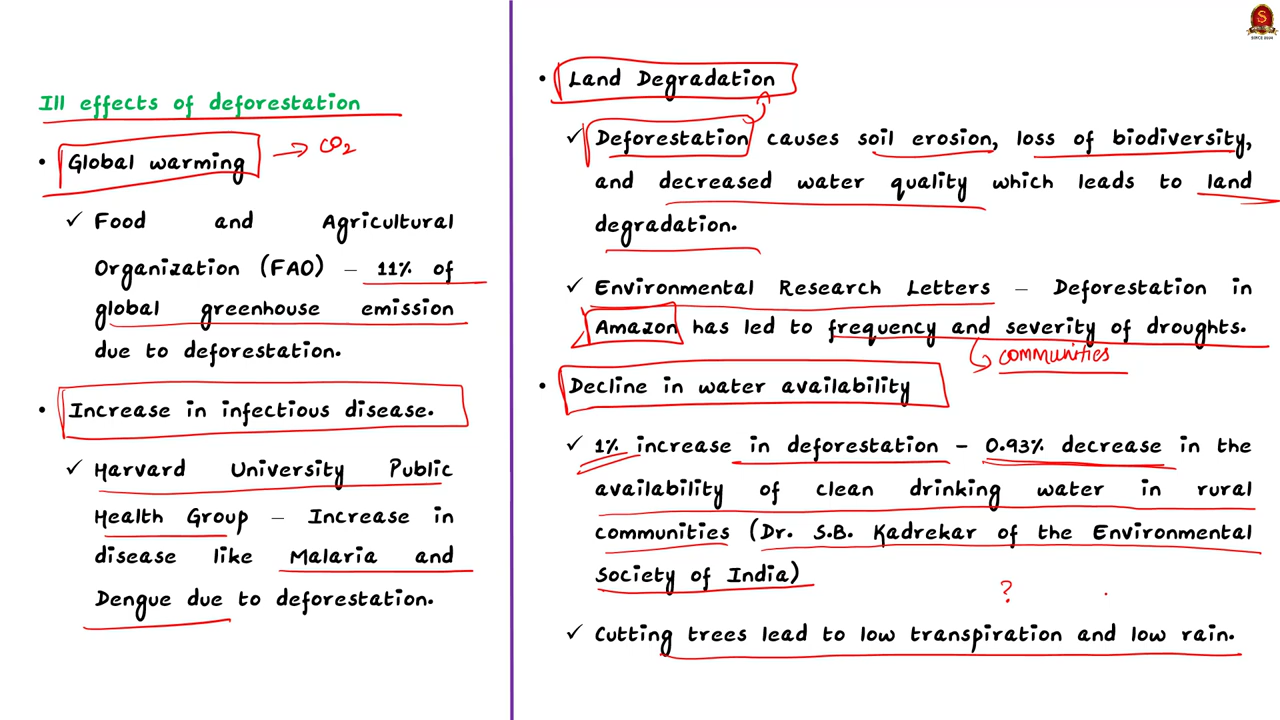 Ill effects of deforestation
• Global warming → CO2
✓ Food and Agricultural
Organization (FAO) – 11% of
global greenhouse emission
due to deforestation.
• Increase in infectious disease.
✓ Harvard University Public
Health Group – Increase in
disease like Malaria and
Dengue due to deforestation.
• Land Degradation
✓ Deforestation causes soil erosion, loss of biodiversity,
and decreased water quality which leads to land
degradation.
✓ Environmental Research Letters – Deforestation in
Amazon has led to frequency and severity of droughts.
communities
• Decline in water availability
✓ 1% increase in deforestation – 0.93% decrease in the
availability of clean drinking water in rural
communities (Dr. S.B. Kadrekar of the Environmental
Society of India)
?
✓ Cutting trees lead to low transpiration and low rain.
S
SINCE 2004